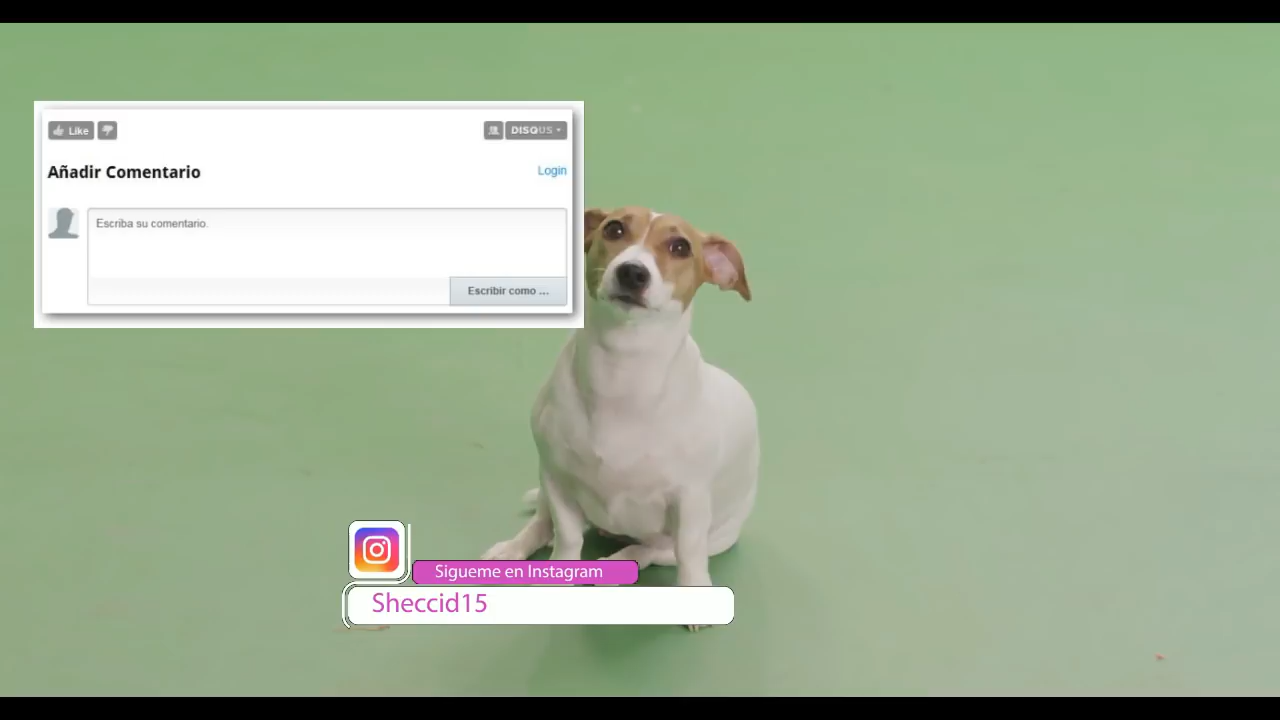 Like
DISQUS
Añadir Comentario
Login
Escriba su comentario.
Escribir como ...
Sigueme en Instagram
Sheccid15